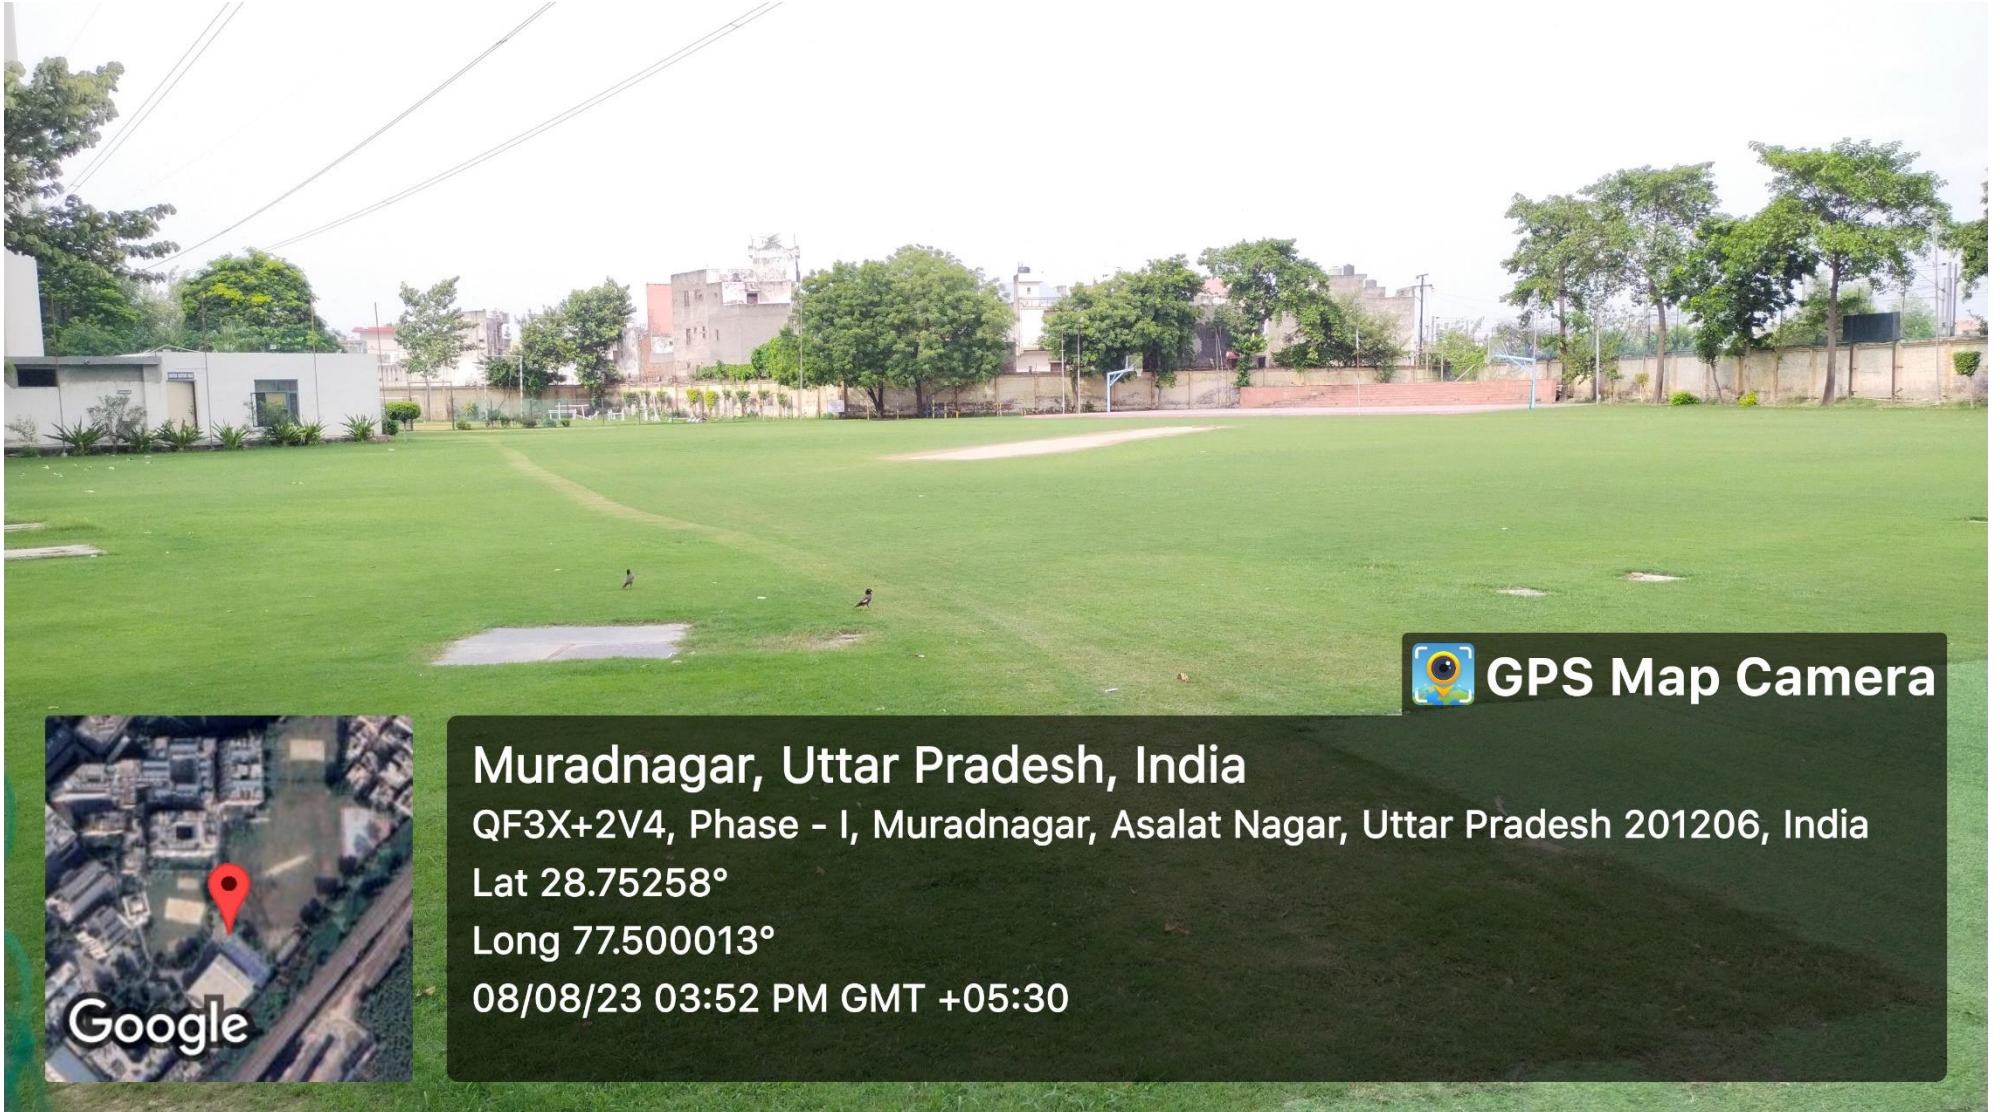 GPS Map Camera
Muradnagar, Uttar Pradesh, India
QF3X+2V4, Phase - I, Muradnagar, Asalat Nagar, Uttar Pradesh 201206, India
Lat 28.75258°
Long 77.500013°
08/08/23 03:52 PM GMT +05:30
Google